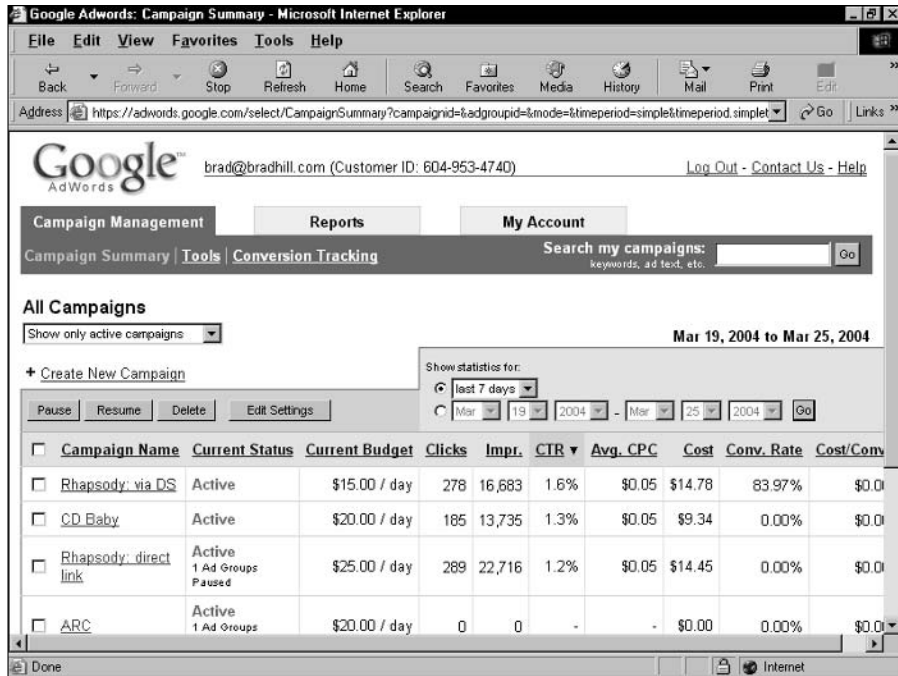 Google Adwords: Campaign Summary - Microsoft Internet Explorer
File Edit View Favorites Tools Help
Back Forward Stop Refresh Home Search Favorites Media History Mail Print Edit »
Address https://adwords.google.com/select/CampaignSummary?campaignid=&adgroupid=&mode=&timeperiod=simple&timeperiod.simplet Go Links »
Google™ AdWords brad@bradhill.com (Customer ID: 604-953-4740) Log Out - Contact Us - Help
Campaign Management Reports My Account
Campaign Summary | Tools | Conversion Tracking Search my campaigns: Go
keywords, ad text, etc.
All Campaigns
Show only active campaigns
Mar 19, 2004 to Mar 25, 2004
+ Create New Campaign
Show statistics for:
last 7 days
Pause Resume Delete Edit Settings Mar 19 2004 - Mar 25 2004 Go
Campaign Name Current Status Current Budget Clicks Impr. CTR ▼ Avg. CPC Cost Conv. Rate Cost/Conv
Rhapsody: via DS Active $15.00 / day 278 16,683 1.6% $0.05 $14.78 83.97% $0.0
CD Baby Active $20.00 / day 185 13,735 1.3% $0.05 $9.34 0.00% $0.0
Rhapsody: direct link Active 1 Ad Groups Paused $25.00 / day 289 22,716 1.2% $0.05 $14.45 0.00% $0.0
ARC Active 1 Ad Groups $20.00 / day 0 0 - - $0.00 0.00% $0.0
Done Internet